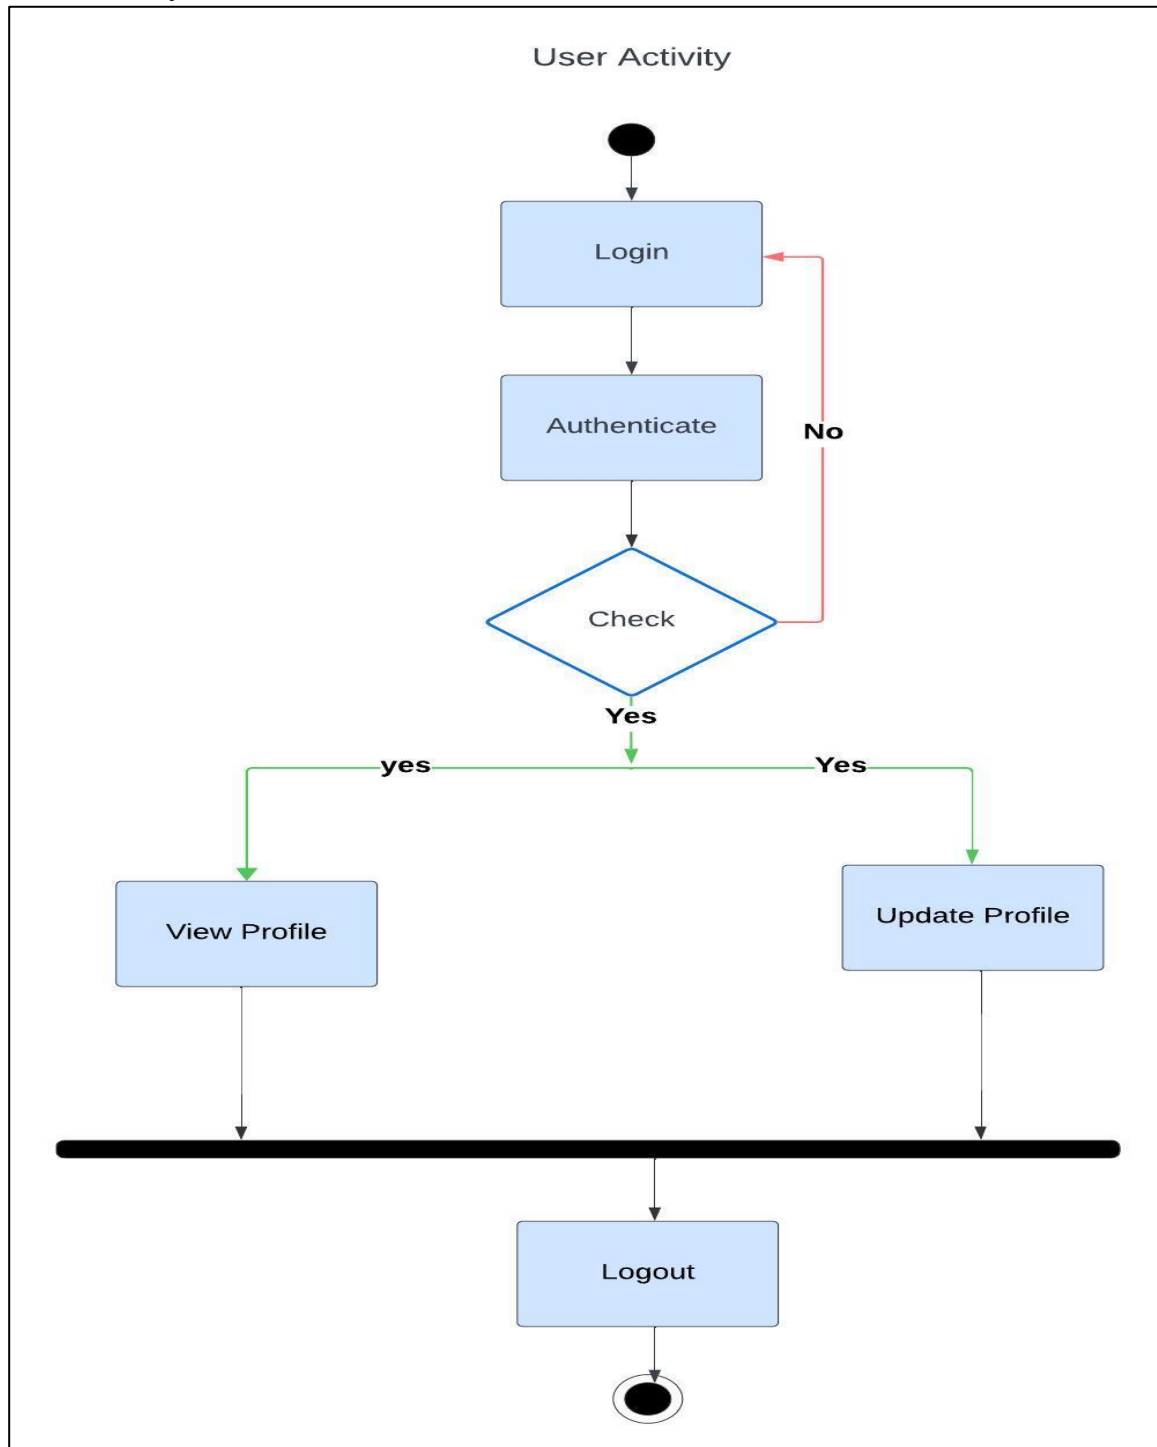 User Activity
Login
Authenticate
No
Check
Yes
yes
Yes
View Profile
Update Profile
Logout